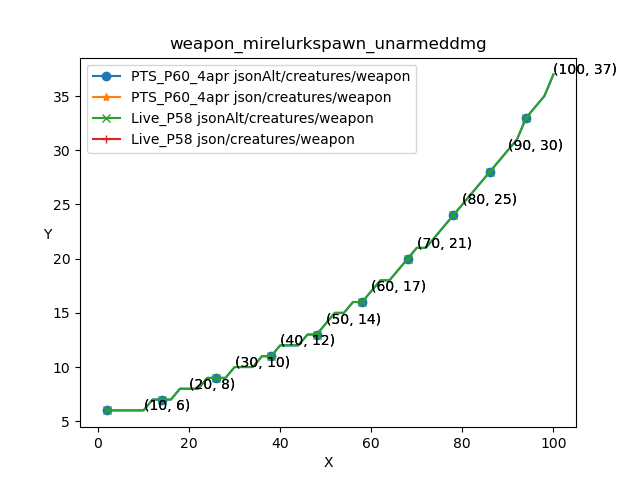 weapon_mirelurkspawn_unarmeddmg
PTS_P60_4apr jsonAlt/creatures/weapon
PTS_P60_4apr json/creatures/weapon
Live_P58 jsonAlt/creatures/weapon
Live_P58 json/creatures/weapon
(100, 37)
(90, 30)
(80, 25)
(70, 21)
(60, 17)
(50, 14)
(40, 12)
(30, 10)
(20, 8)
(10, 6)
Y
35
30
25
20
15
10
5
0 20 40 60 80 100
X